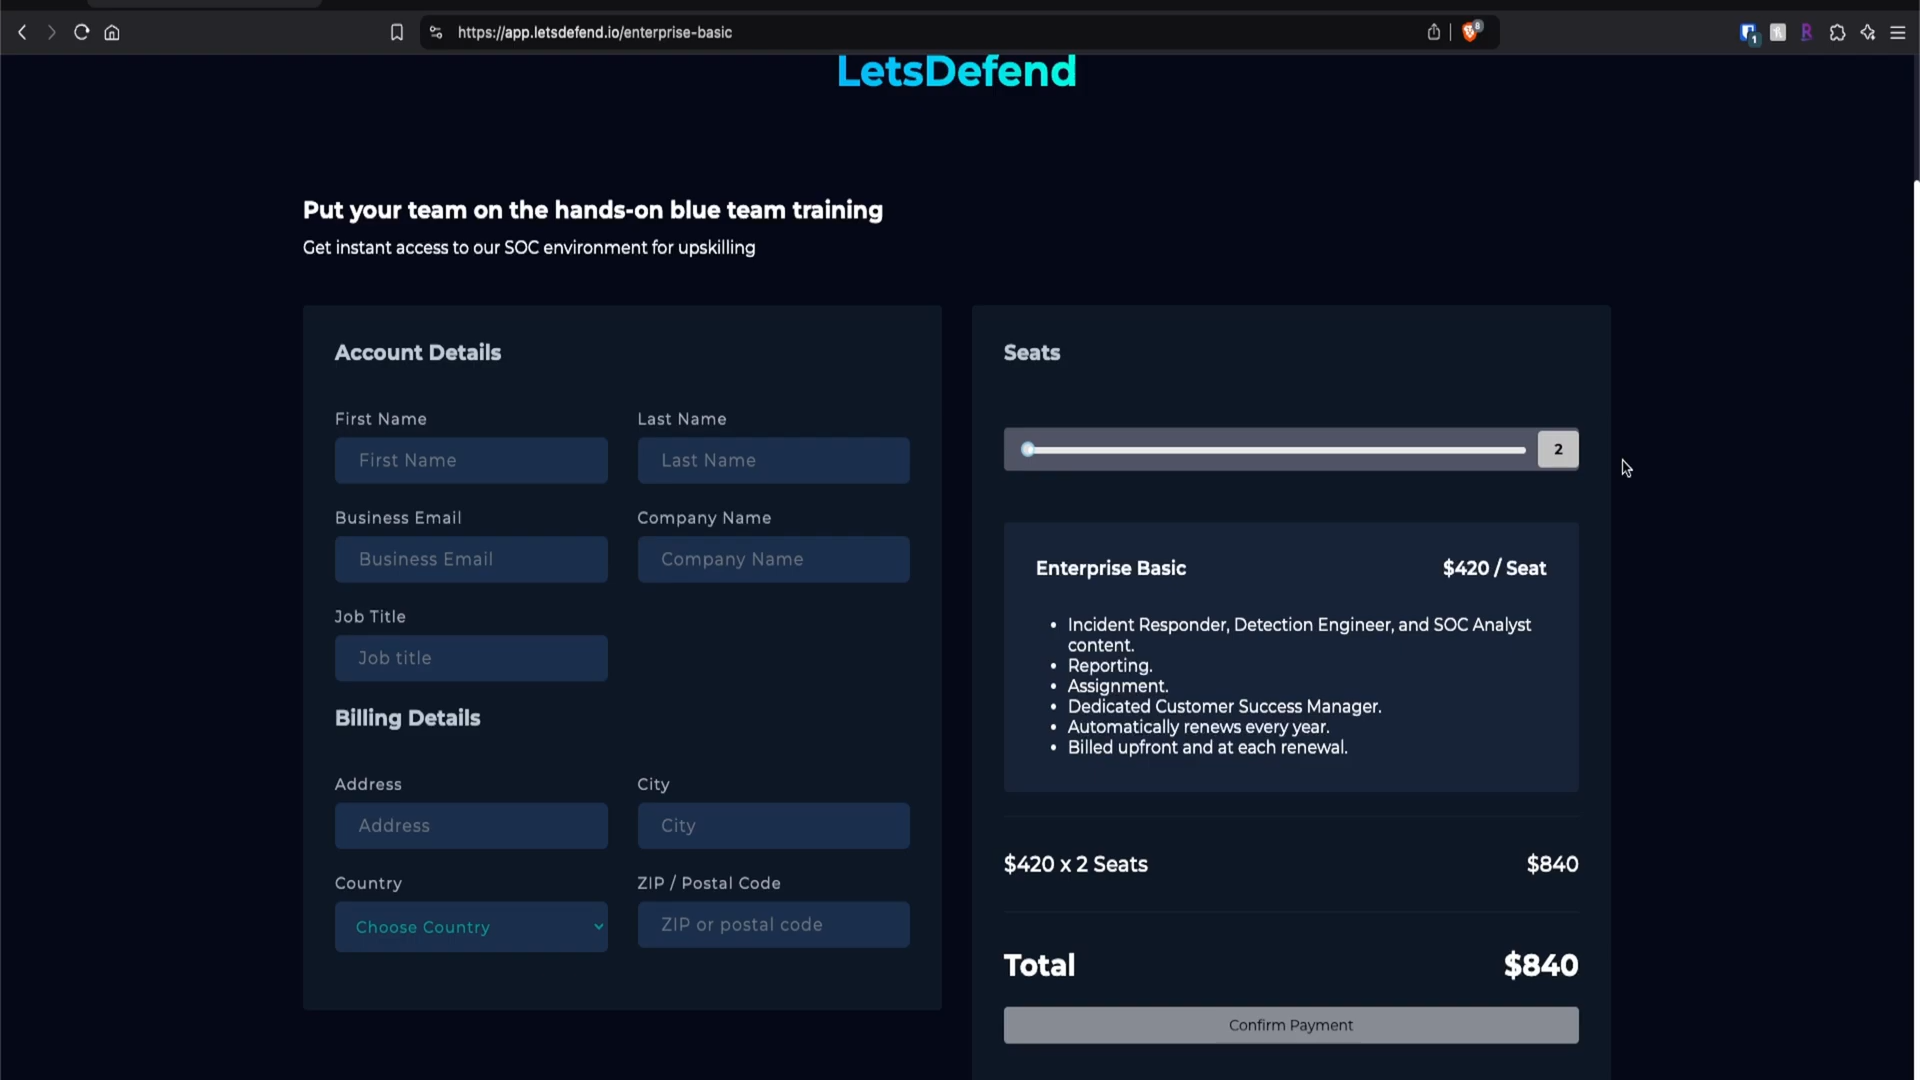 https://app.letsdefend.io/enterprise-basic
8
1
R
LetsDefend
Put your team on the hands-on blue team training
Get instant access to our SOC environment for upskilling
Account Details
First Name
Last Name
First Name
Last Name
Business Email
Company Name
Business Email
Company Name
Job Title
Job title
Billing Details
Address
City
Address
City
Country
ZIP / Postal Code
Choose Country
ZIP or postal code
Seats
2
Enterprise Basic
$420 / Seat
• Incident Responder, Detection Engineer, and SOC Analyst
content.
• Reporting.
• Assignment.
• Dedicated Customer Success Manager.
• Automatically renews every year.
• Billed upfront and at each renewal.
$420 x 2 Seats
$840
Total
$840
Confirm Payment